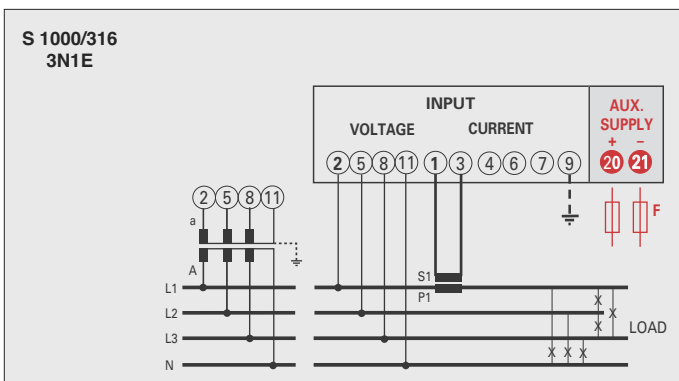 S 1000/316
3N1E
INPUT
VOLTAGE CURRENT
AUX.
SUPPLY
+ −
2 5 8 11 1 3 4 6 7 9 20 21
2 5 8 11
F
a
A
S1
P1
L1
L2
L3
N
LOAD